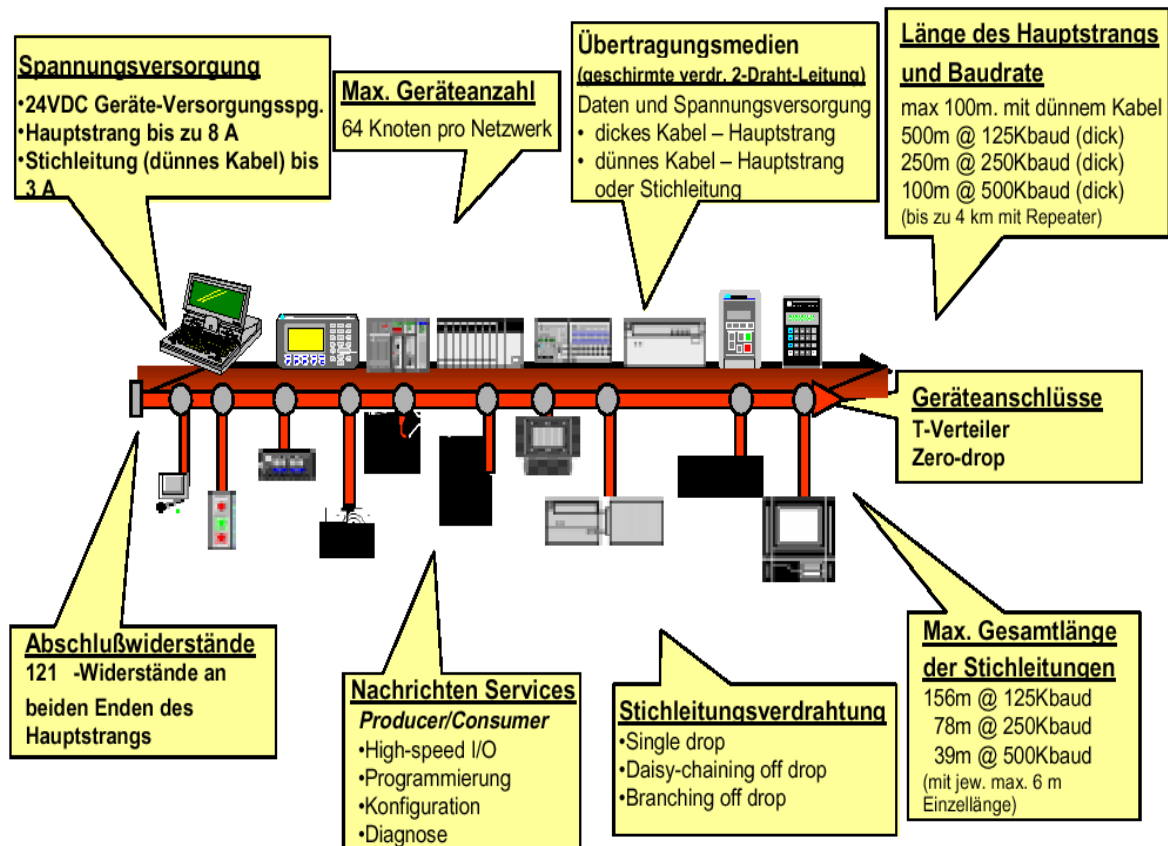 Spannungsversorgung
•24VDC Geräte-Versorgungsspg.
•Hauptstrang bis zu 8 A
•Stichleitung (dünnes Kabel) bis
3 A
Max. Geräteanzahl
64 Knoten pro Netzwerk
Übertragungsmedien
(geschirmte verdr. 2-Draht-Leitung)
Daten und Spannungsversorgung
• dickes Kabel – Hauptstrang
• dünnes Kabel – Hauptstrang
oder Stichleitung
Länge des Hauptstrangs
und Baudrate
max 100m. mit dünnem Kabel
500m @ 125Kbaud (dick)
250m @ 250Kbaud (dick)
100m @ 500Kbaud (dick)
(bis zu 4 km mit Repeater)
Geräteanschlüsse
T-Verteiler
Zero-drop
Abschlußwiderstände
121 -Widerstände an
beiden Enden des
Hauptstrangs
Nachrichten Services
Producer/Consumer
•High-speed I/O
•Programmierung
•Konfiguration
•Diagnose
Stichleitungsverdrahtung
•Single drop
•Daisy-chaining off drop
•Branching off drop
Max. Gesamtlänge
der Stichleitungen
156m @ 125Kbaud
78m @ 250Kbaud
39m @ 500Kbaud
(mit jew. max. 6 m
Einzellänge)